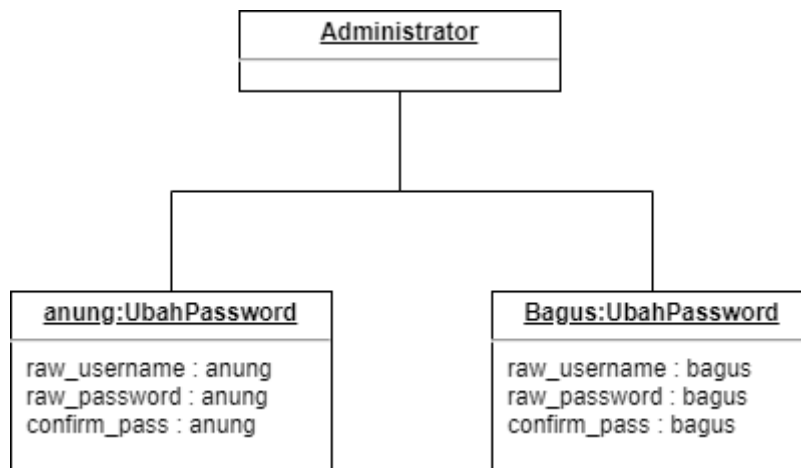 Administrator
anung:UbahPassword
raw_username : anung
raw_password : anung
confirm_pass : anung
Bagus:UbahPassword
raw_username : bagus
raw_password : bagus
confirm_pass : bagus